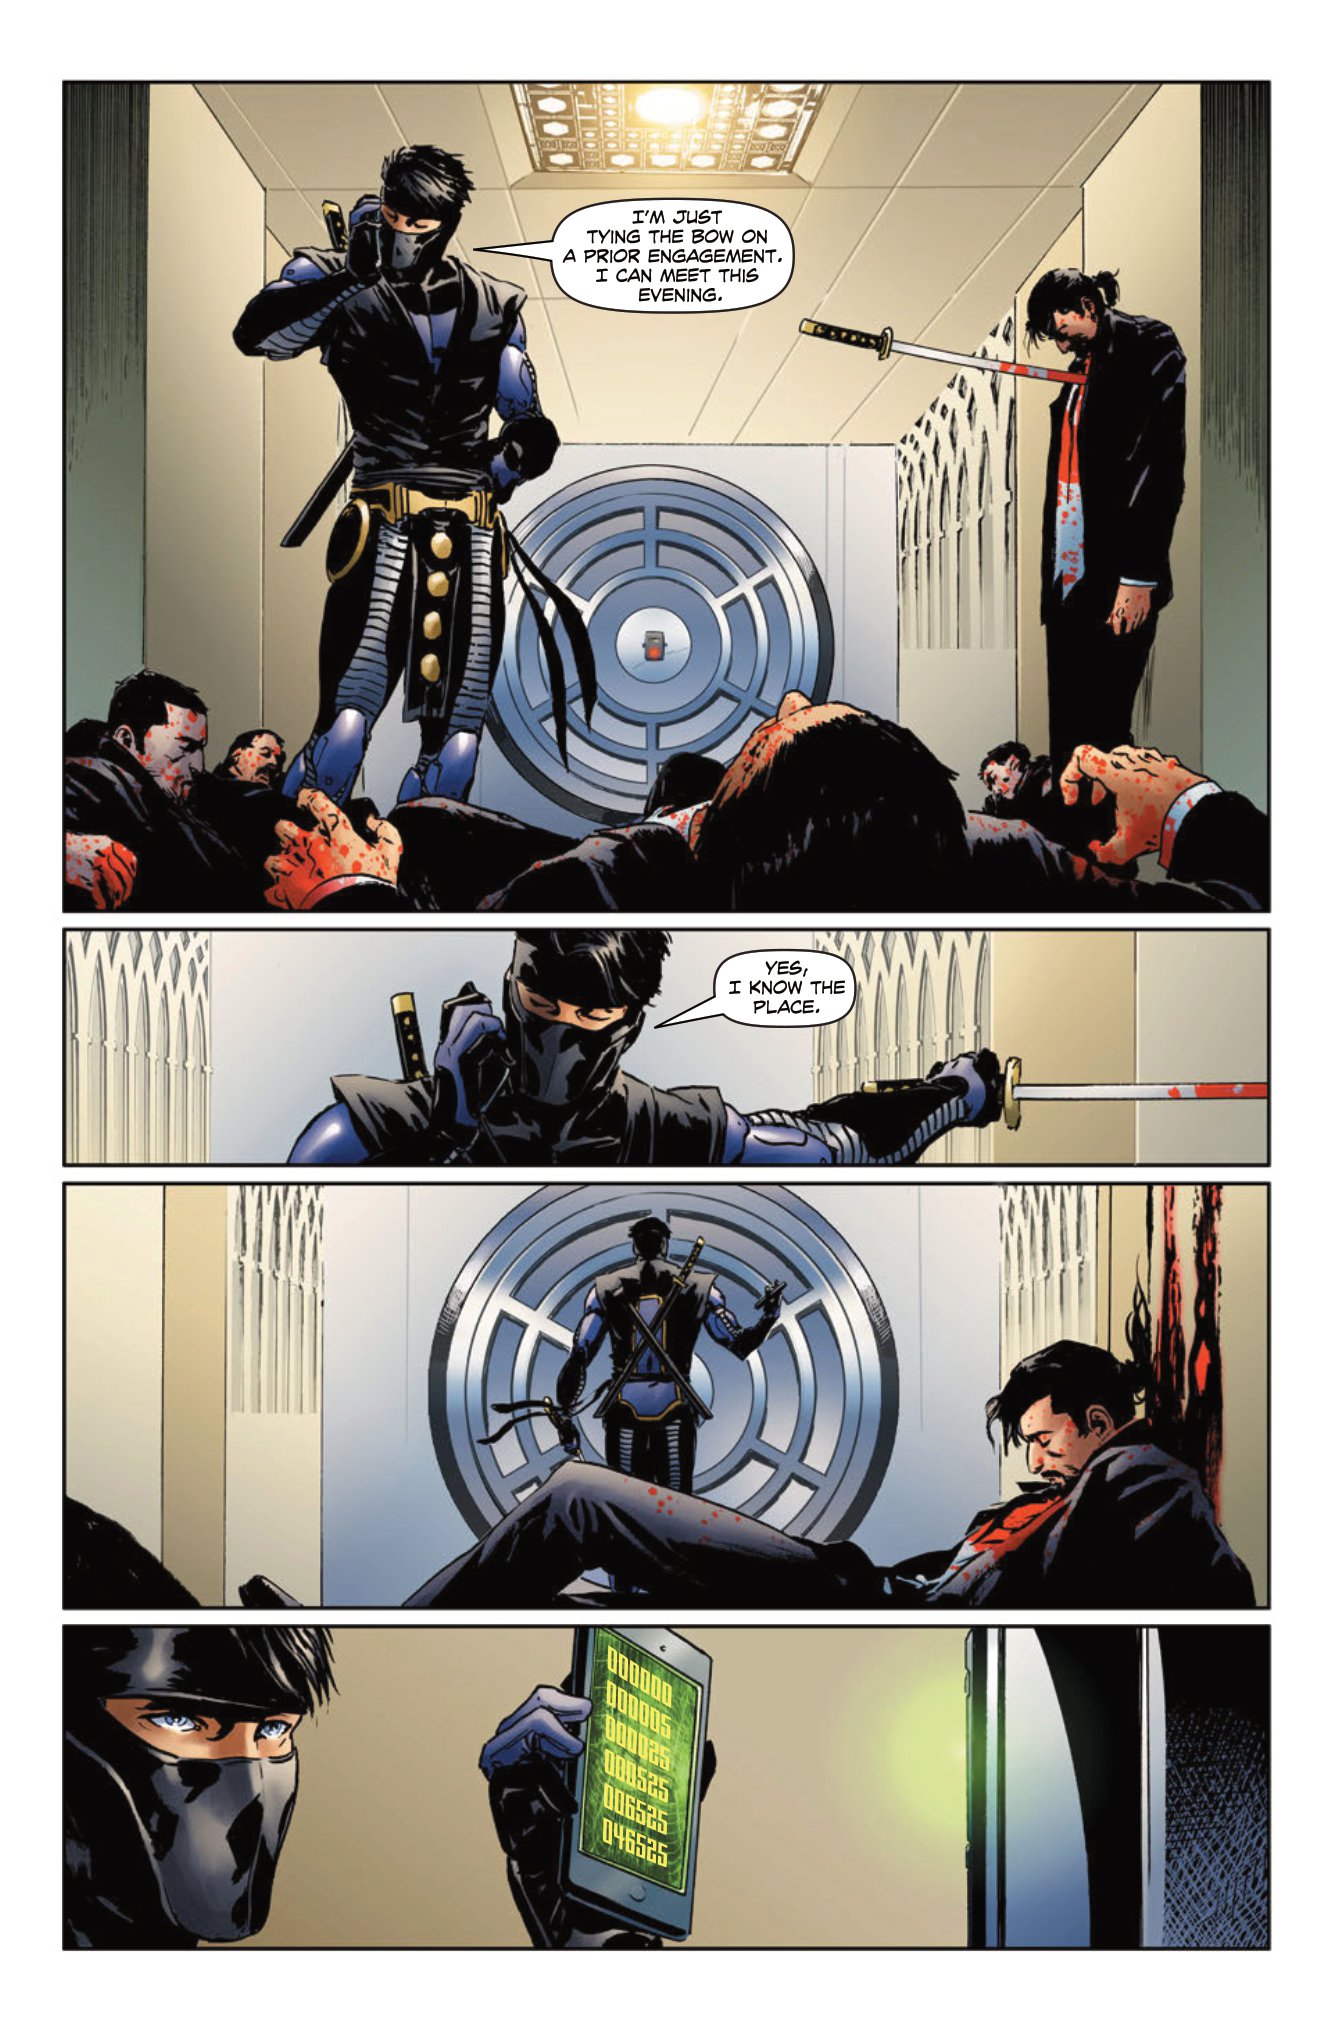 I'M JUST
TYING THE BOW ON
A PRIOR ENGAGEMENT.
I CAN MEET THIS
EVENING.
YES,
I KNOW THE
PLACE.
000000
000005
000025
000525
006525
046525